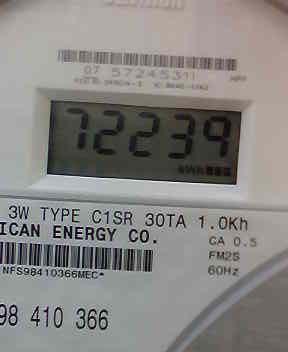 07 57245311
72239
3W TYPE C1SR 30TA 1.0Kh
ICAN ENERGY CO.
CA 0.5
FM2S
60Hz
NFS98410366MEC*
98 410 366